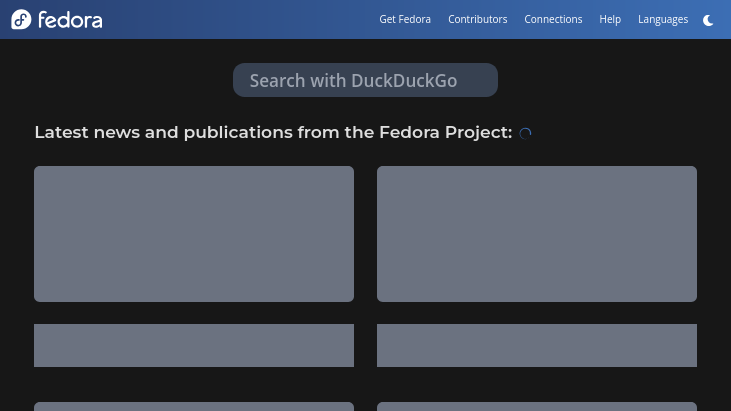 fedora
Get Fedora Contributors Connections Help Languages
Search with DuckDuckGo
Latest news and publications from the Fedora Project: